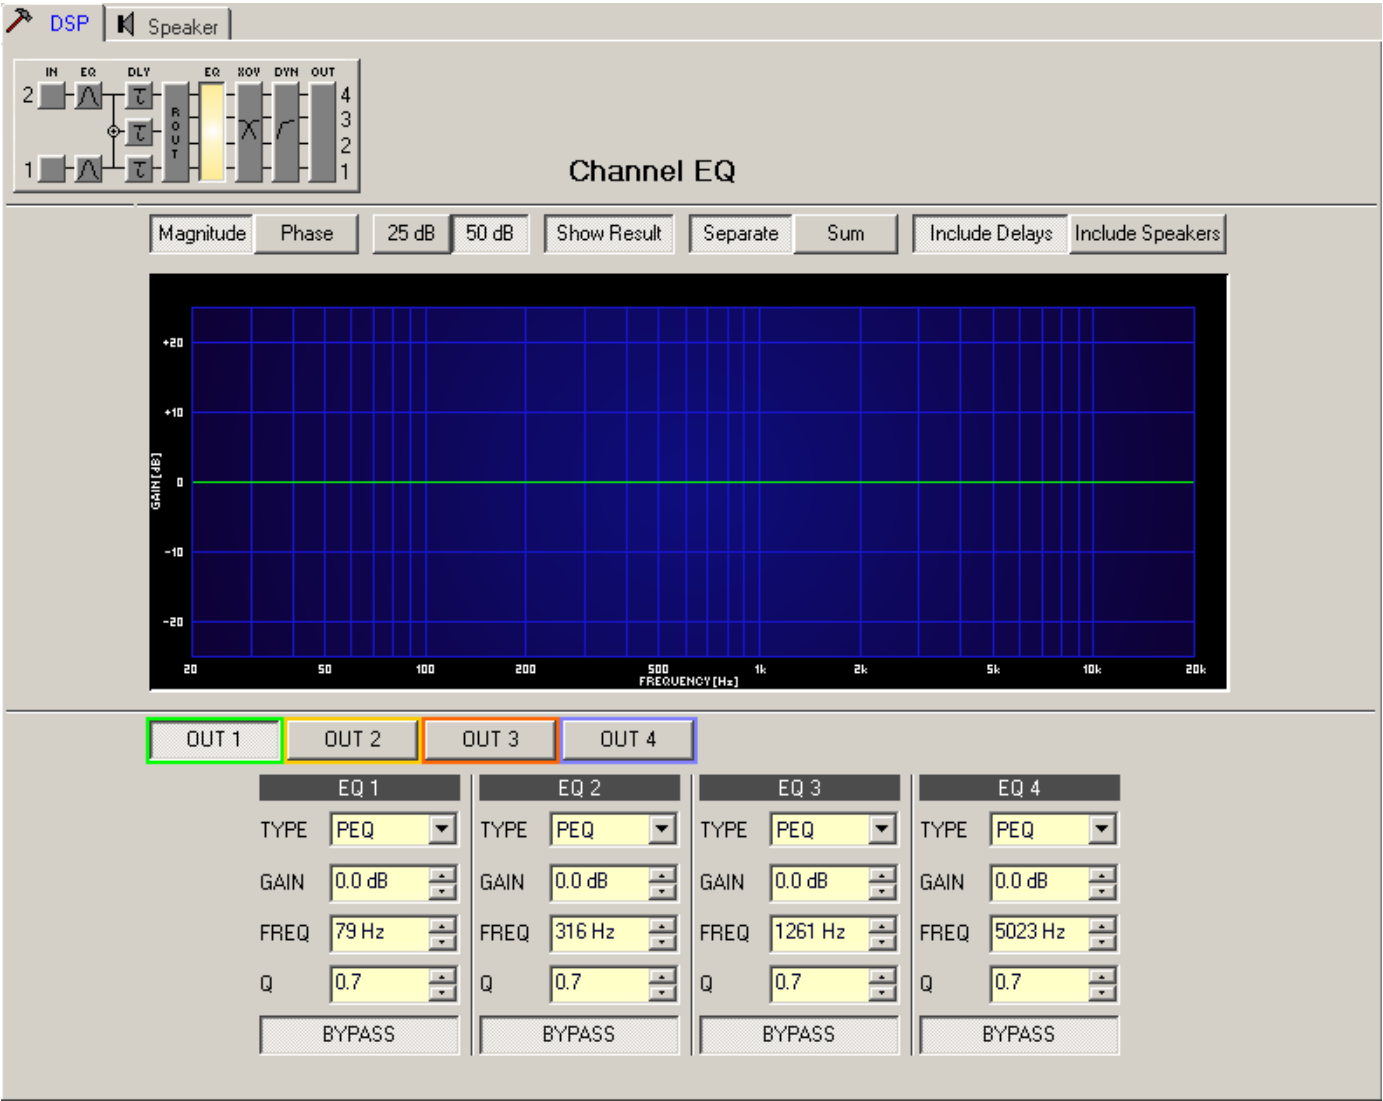 DSP Speaker
IN EQ DLY EQ XOV DYN OUT
2 τ 4
ROUT
τ 3
2
1 τ 1
Channel EQ
Magnitude Phase 25 dB 50 dB Show Result Separate Sum Include Delays Include Speakers
+20
+10
GAIN[dB]
0
-10
-20
20 50 100 200 500 1k 2k 5k 10k 20k
FREQUENCY[Hz]
OUT 1 OUT 2 OUT 3 OUT 4
EQ 1 EQ 2 EQ 3 EQ 4
TYPE PEQ TYPE PEQ TYPE PEQ TYPE PEQ
GAIN 0.0 dB GAIN 0.0 dB GAIN 0.0 dB GAIN 0.0 dB
FREQ 79 Hz FREQ 316 Hz FREQ 1261 Hz FREQ 5023 Hz
Q 0.7 Q 0.7 Q 0.7 Q 0.7
BYPASS BYPASS BYPASS BYPASS